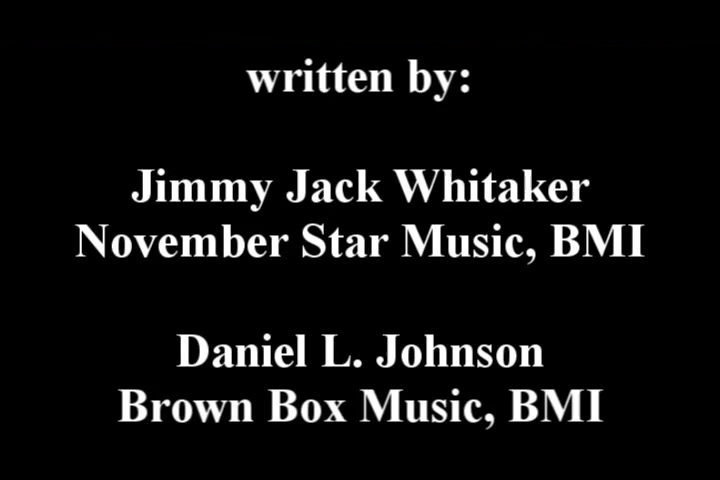 written by:
Jimmy Jack Whitaker
November Star Music, BMI
Daniel L. Johnson
Brown Box Music, BMI